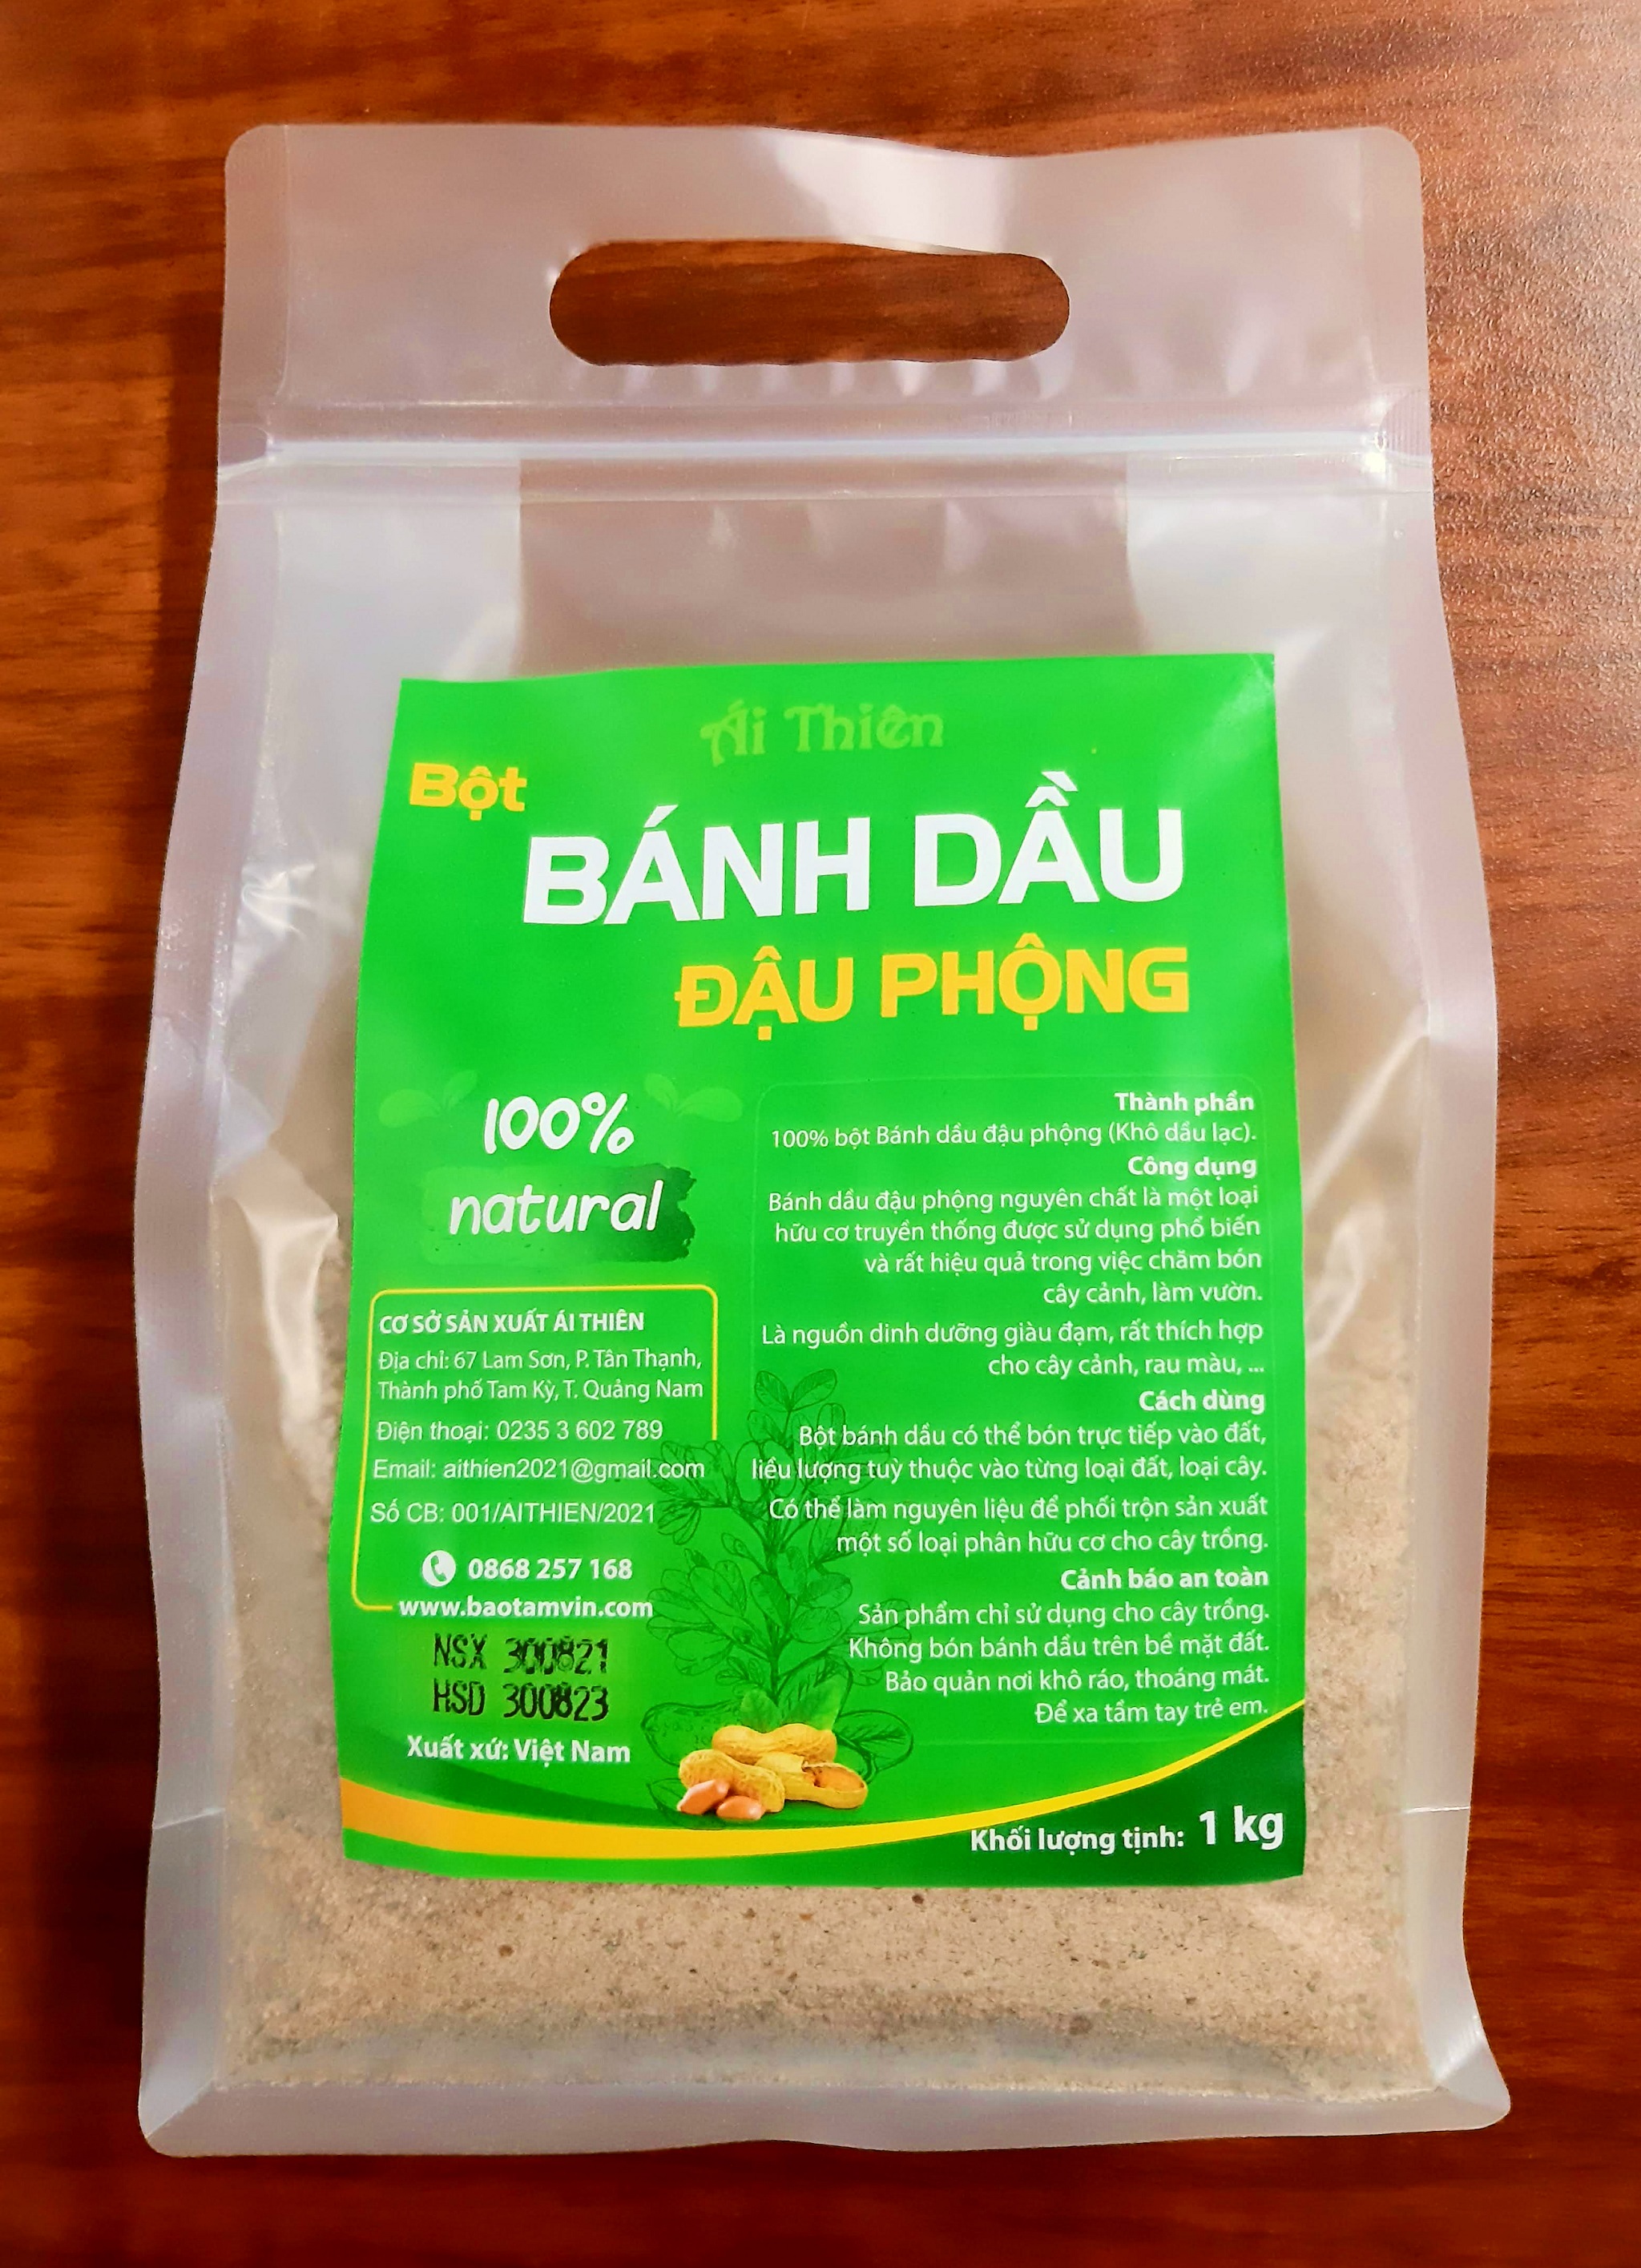 Ái Thiên
Bột
BÁNH DẦU
ĐẬU PHỘNG
100%
natural
CƠ SỞ SẢN XUẤT ÁI THIÊN
Địa chỉ: 67 Lam Sơn, P. Tân Thạnh,
Thành phố Tam Kỳ, T. Quảng Nam
Điện thoại: 0235 3 602 789
Email: aithien2021@gmail.com
Số CB: 001/AITHIEN/2021
0868 257 168
www.baotamvin.com
NSX 300821
HSD 300823
Xuất xứ: Việt Nam
Thành phần
100% bột Bánh dầu đậu phộng (Khô dầu lạc).
Công dụng
Bánh dầu đậu phộng nguyên chất là một loại
hữu cơ truyền thống được sử dụng phổ biến
và rất hiệu quả trong việc chăm bón
cây cảnh, làm vườn.
Là nguồn dinh dưỡng giàu đạm, rất thích hợp
cho cây cảnh, rau màu, ...
Cách dùng
Bột bánh dầu có thể bón trực tiếp vào đất,
liều lượng tuỳ thuộc vào từng loại đất, loại cây.
Có thể làm nguyên liệu để phối trộn sản xuất
một số loại phân hữu cơ cho cây trồng.
Cảnh báo an toàn
Sản phẩm chỉ sử dụng cho cây trồng.
Không bón bánh dầu trên bề mặt đất.
Bảo quản nơi khô ráo, thoáng mát.
Để xa tầm tay trẻ em.
Khối lượng tịnh: 1 kg